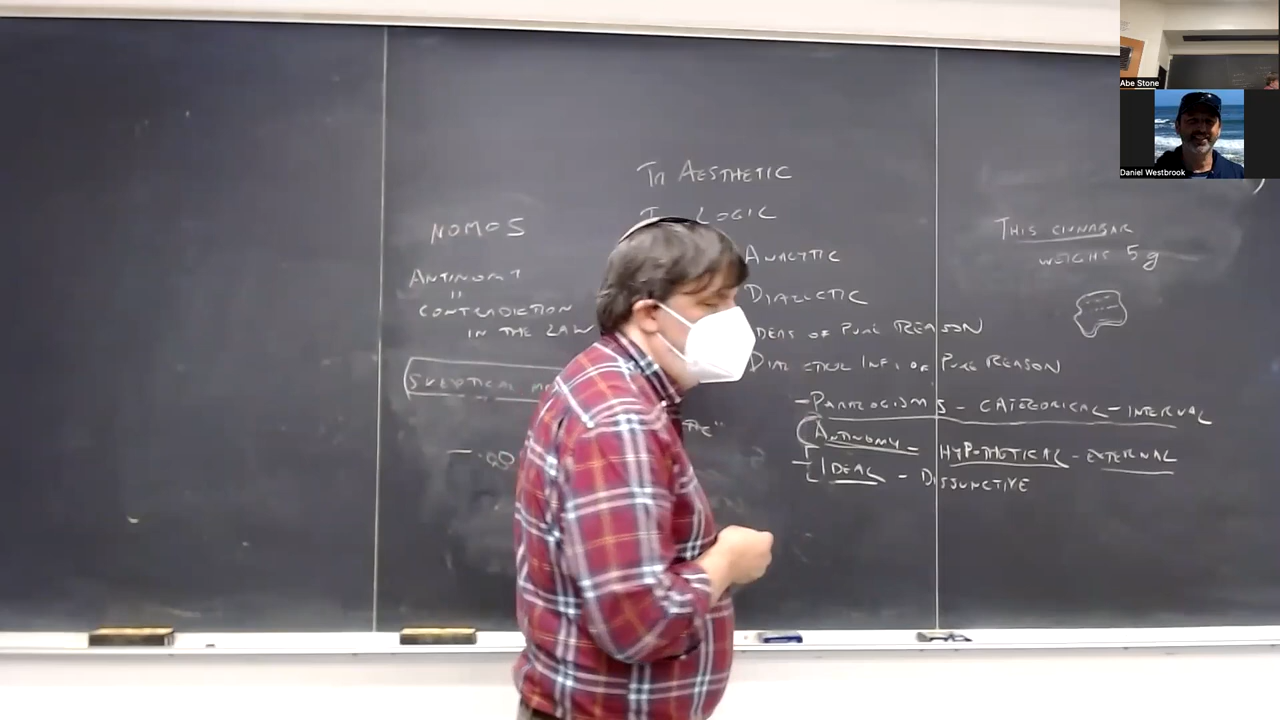 Abe Stone
Daniel Westbrook
NOMOS
ANTINOMY
"
CONTRADICTION
IN THE LAW
SKEPTICAL
Tr AESTHETIC
LOGIC
ANALYTIC
DIALECTIC
IDEAS OF PURE REASON
DIALECTICAL INF. OF PURE REASON
- PARALOGISMS - CATEGORICAL - INTERNAL
ANTINOMY - HYPOTHETICAL - EXTERNAL
- IDEAL - DISJUNCTIVE
THIS CINNABAR
WEIGHS 5g